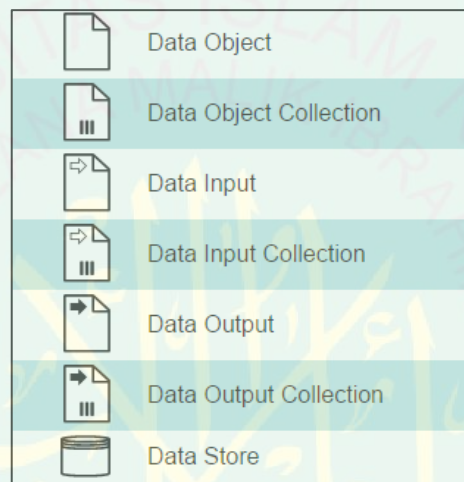 Data Object
Data Object Collection
Data Input
Data Input Collection
Data Output
Data Output Collection
Data Store